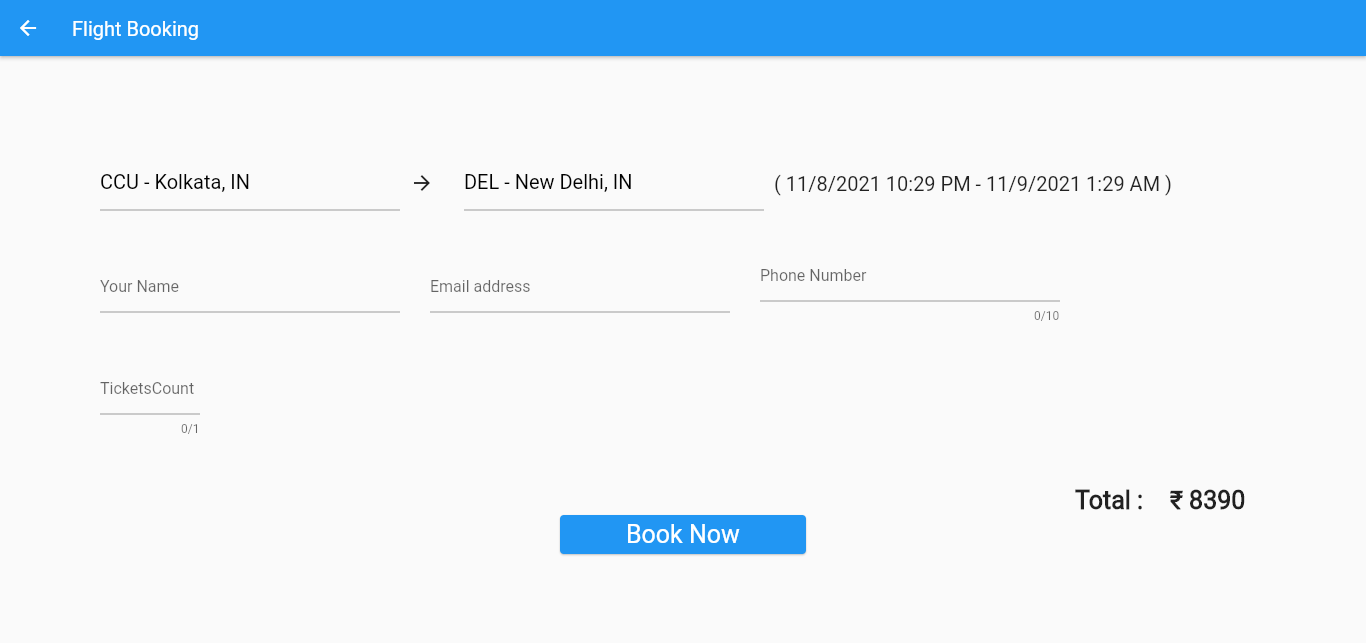 Flight Booking
CCU - Kolkata, IN
DEL - New Delhi, IN
( 11/8/2021 10:29 PM - 11/9/2021 1:29 AM )
Your Name
Email address
Phone Number
0/10
TicketsCount
0/1
Total : ₹ 8390
Book Now